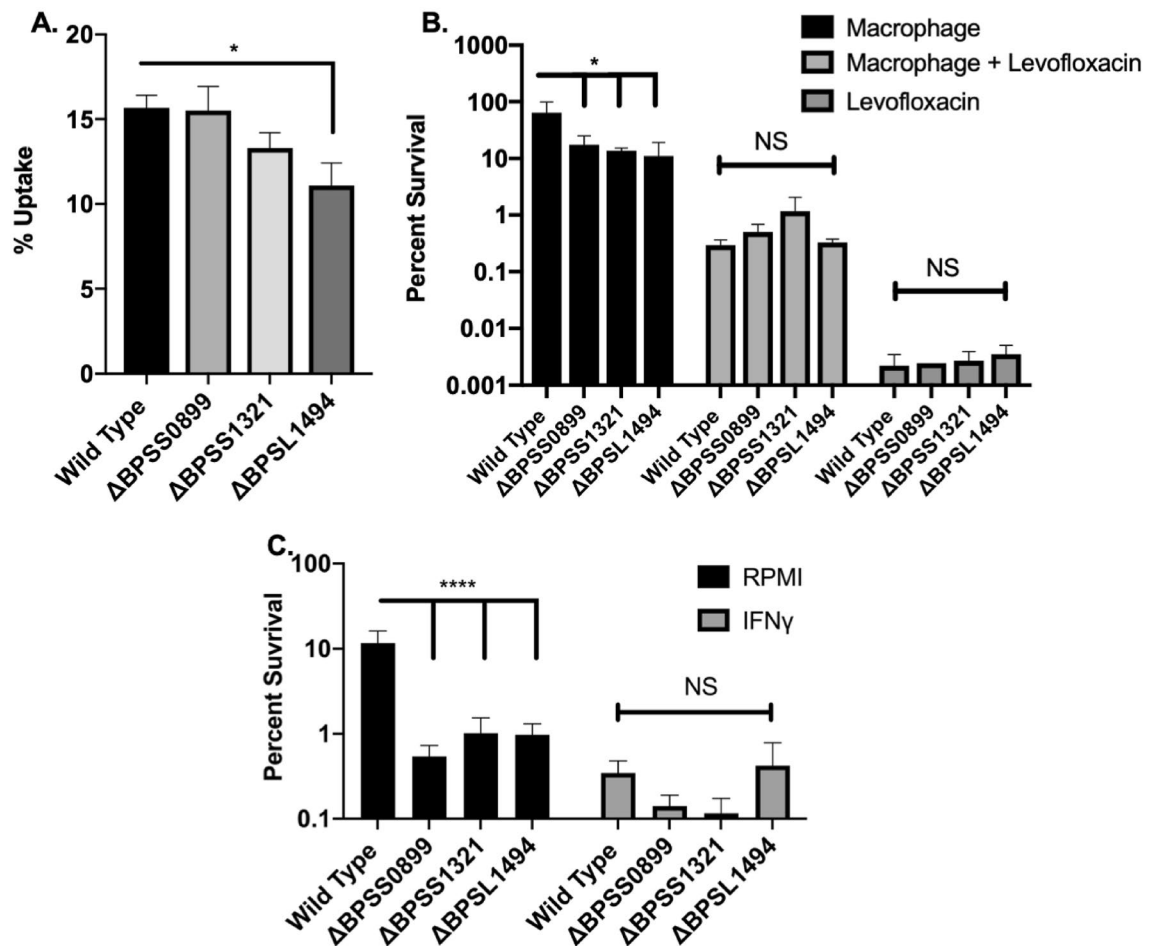 A.
% Uptake
20
15
10
5
0
*
Wild Type
ΔBPSS0899
ΔBPSS1321
ΔBPSL1494
B.
Percent Survival
1000
100
10
1
0.1
0.01
0.001
*
NS
NS
Macrophage
Macrophage + Levofloxacin
Levofloxacin
Wild Type
ΔBPSS0899
ΔBPSS1321
ΔBPSL1494
Wild Type
ΔBPSS0899
ΔBPSS1321
ΔBPSL1494
Wild Type
ΔBPSS0899
ΔBPSS1321
ΔBPSL1494
C.
Percent Suvrival
100
10
1
0.1
****
NS
RPMI
IFNγ
Wild Type
ΔBPSS0899
ΔBPSS1321
ΔBPSL1494
Wild Type
ΔBPSS0899
ΔBPSS1321
ΔBPSL1494